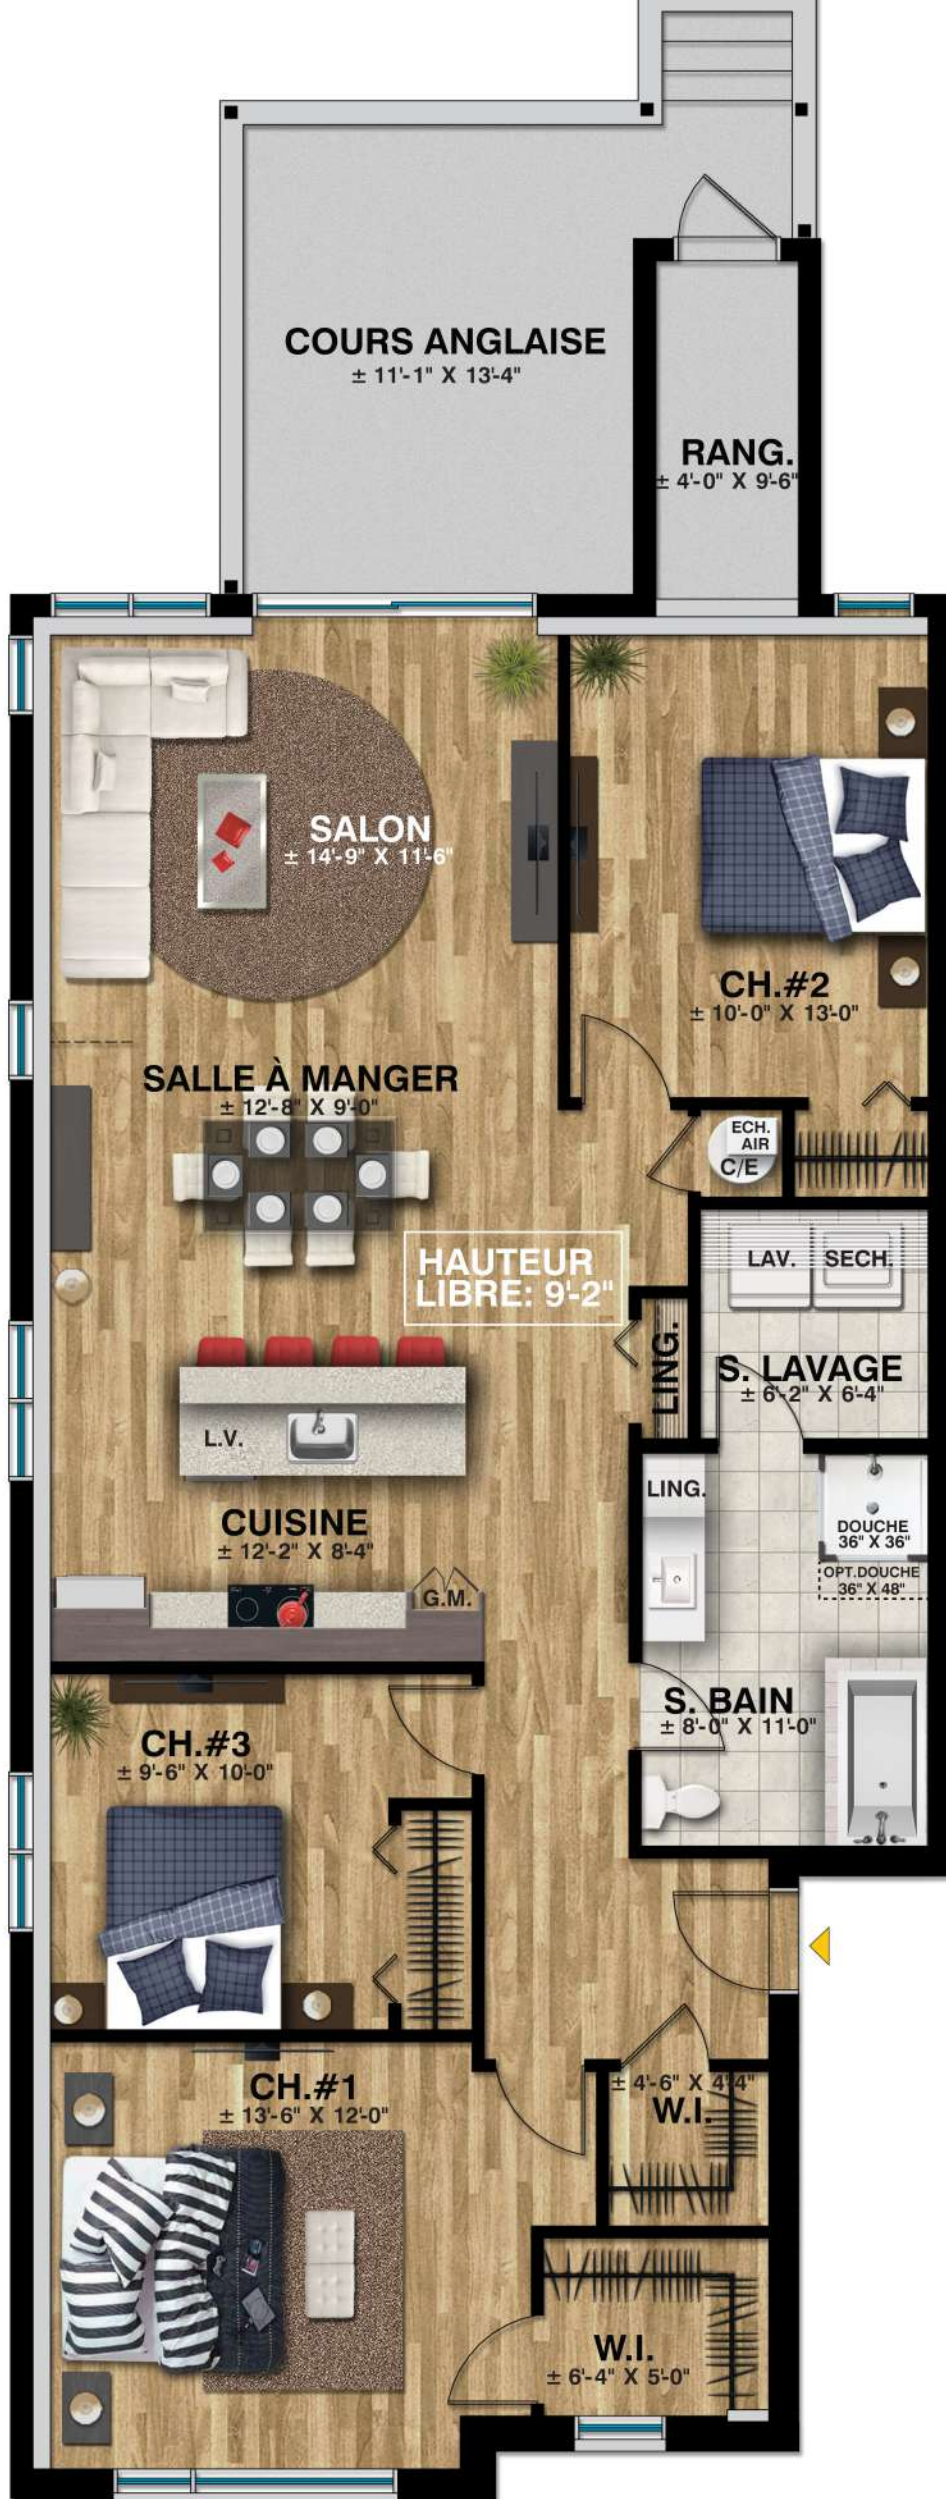 COURS ANGLAISE
± 11'-1" X 13'-4"
RANG.
± 4'-0" X 9'-6"
SALON
± 14'-9" X 11'-6"
CH.#2
± 10'-0" X 13'-0"
SALLE À MANGER
± 12'-8" X 9'-0"
ECH.
AIR
C/E
HAUTEUR
LIBRE: 9'-2"
LAV.
SECH.
LING.
S. LAVAGE
± 6'-2" X 6'-4"
L.V.
LING.
CUISINE
± 12'-2" X 8'-4"
DOUCHE
36" X 36"
OPT.DOUCHE
36" X 48"
G.M.
S. BAIN
± 8'-0" X 11'-0"
CH.#3
± 9'-6" X 10'-0"
CH.#1
± 13'-6" X 12'-0"
± 4'-6" X 4'-4"
W.I.
W.I.
± 6'-4" X 5'-0"